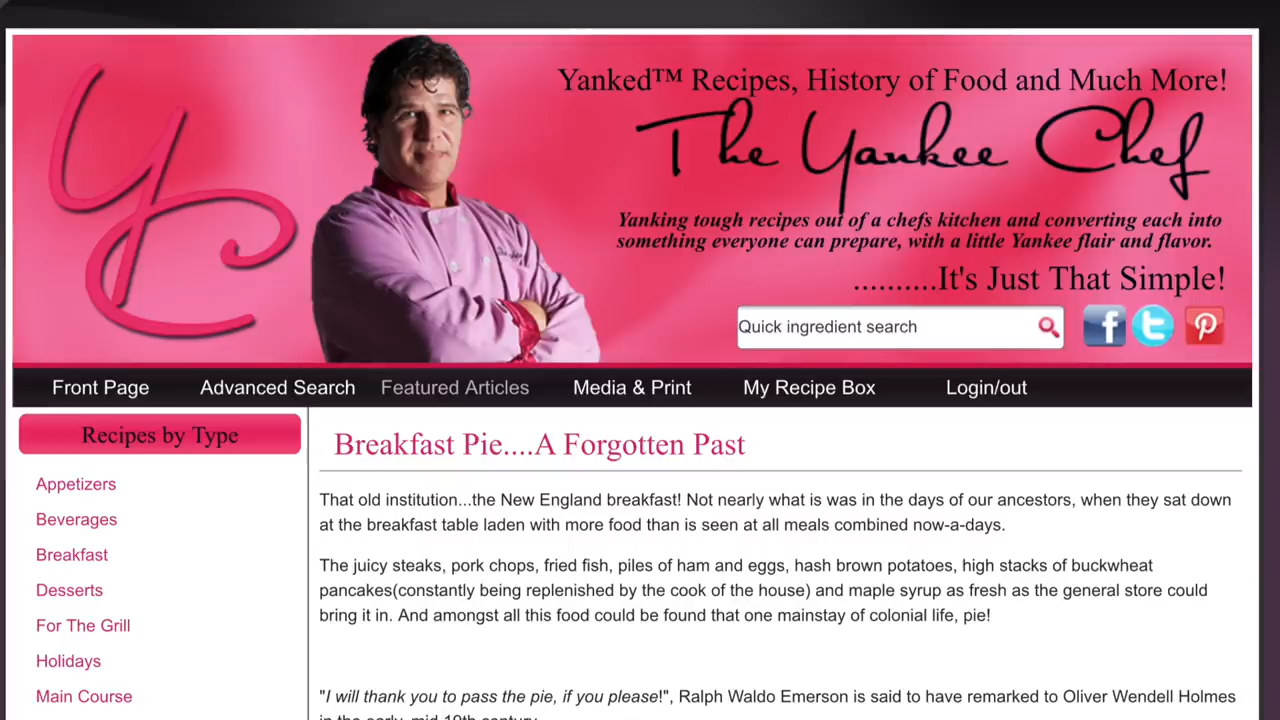 YC
Yanked™ Recipes, History of Food and Much More!
The Yankee Chef
Yanking tough recipes out of a chefs kitchen and converting each into
something everyone can prepare, with a little Yankee flair and flavor.
..........It's Just That Simple!
Quick ingredient search
Front Page Advanced Search Featured Articles Media & Print My Recipe Box Login/out
Recipes by Type
Appetizers
Beverages
Breakfast
Desserts
For The Grill
Holidays
Main Course
Breakfast Pie....A Forgotten Past
That old institution...the New England breakfast! Not nearly what is was in the days of our ancestors, when they sat down
at the breakfast table laden with more food than is seen at all meals combined now-a-days.
The juicy steaks, pork chops, fried fish, piles of ham and eggs, hash brown potatoes, high stacks of buckwheat
pancakes(constantly being replenished by the cook of the house) and maple syrup as fresh as the general store could
bring it in. And amongst all this food could be found that one mainstay of colonial life, pie!
"I will thank you to pass the pie, if you please!", Ralph Waldo Emerson is said to have remarked to Oliver Wendell Holmes
in the early, mid 19th century.